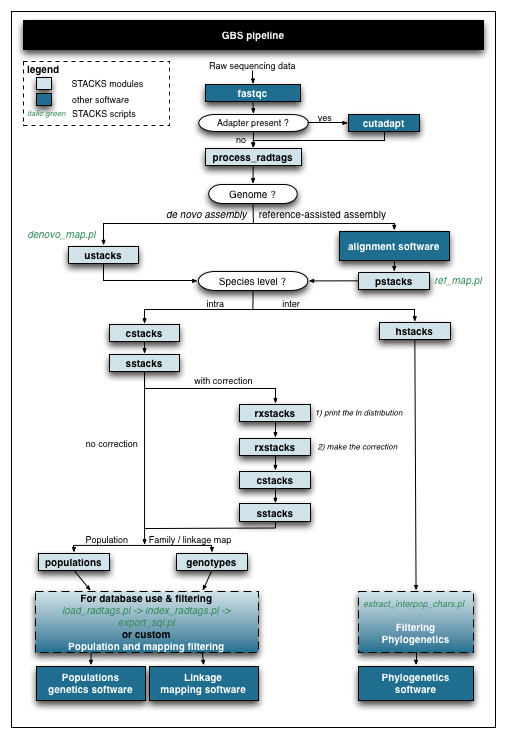 GBS pipeline
legend
STACKS modules
other software
italic green STACKS scripts
Raw sequencing data
fastqc
Adapter present ?
yes
cutadapt
no
process_radtags
Genome ?
de novo assembly
reference-assisted assembly
denovo_map.pl
ustacks
alignment software
Species level ?
pstacks
ref_map.pl
intra
inter
cstacks
hstacks
sstacks
with correction
rxstacks
1) print the ln distribution
no correction
rxstacks
2) make the correction
cstacks
sstacks
Population
Family / linkage map
populations
genotypes
For database use & filtering
load_radtags.pl -> index_radtags.pl ->
export_sql.pl
or custom
Population and mapping filtering
extract_interpop_chars.pl
Filtering
Phylogenetics
Populations
genetics software
Linkage
mapping software
Phylogenetics
software